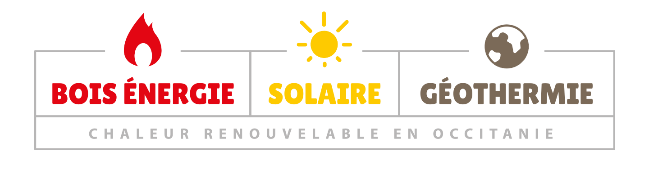 BOIS ÉNERGIE SOLAIRE GÉOTHERMIE
CHALEUR RENOUVELABLE EN OCCITANIE